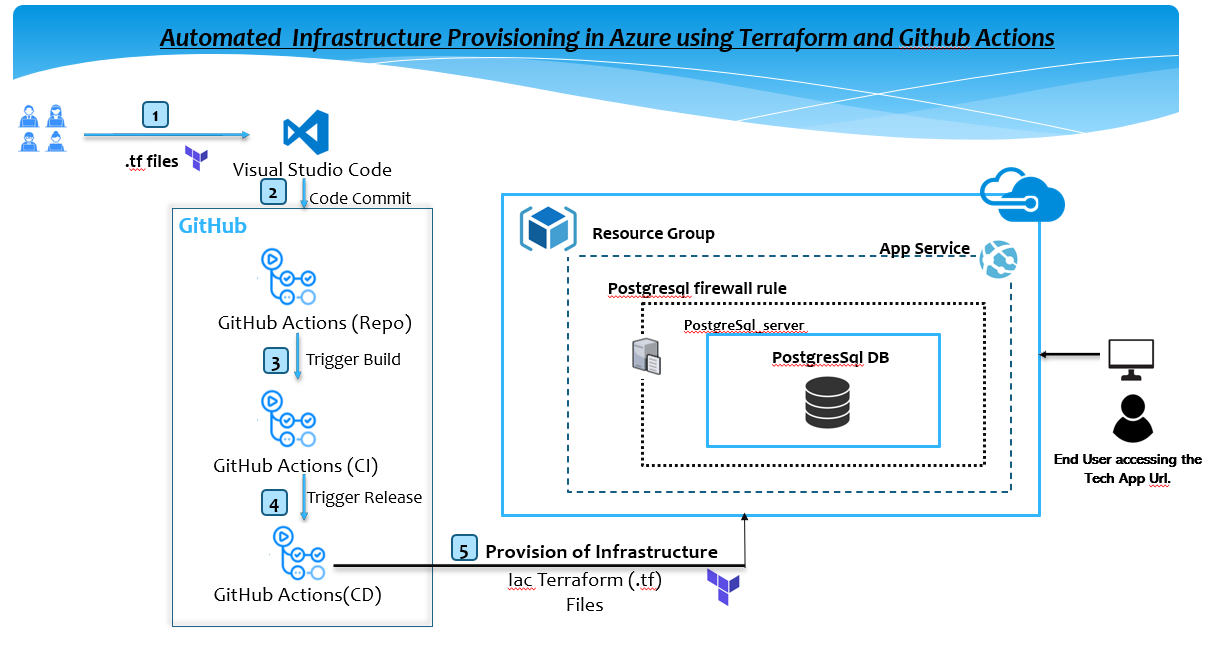 Automated Infrastructure Provisioning in Azure using Terraform and Github Actions
1
.tf files
Visual Studio Code
2
Code Commit
GitHub
GitHub Actions (Repo)
3
Trigger Build
GitHub Actions (CI)
4
Trigger Release
GitHub Actions(CD)
5
Provision of Infrastructure
Iac Terraform (.tf)
Files
Resource Group
App Service
Postgresql firewall rule
PostgreSql_server
PostgresSql DB
End User accessing the
Tech App Url.